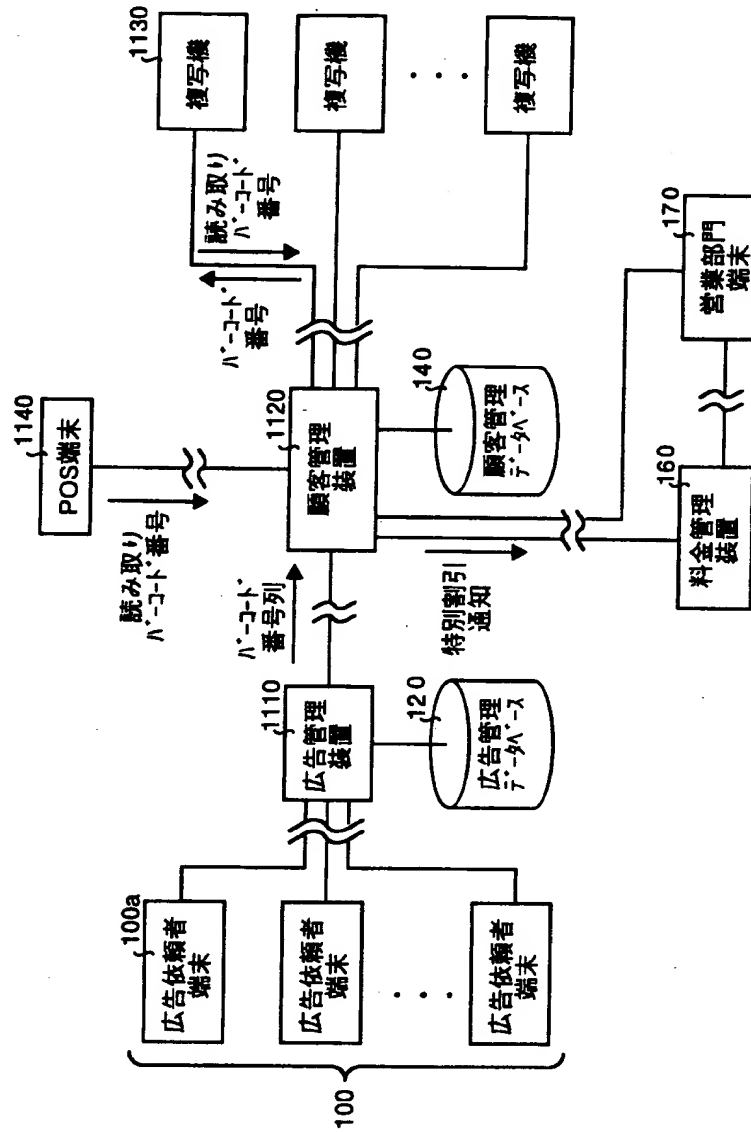 100
100a
広告依頼者
端末
広告依頼者
端末
広告依頼者
端末
1110
広告管理
装置
120
広告管理
データベース
バーコード
番号列
1140
POS端末
読み取り
バーコード番号
1120
顧客管理
装置
140
顧客管理
データベース
特別割引
通知
バーコード
番号
読み取り
バーコード
番号
1130
複写機
複写機
複写機
160
料金管理
装置
170
営業部門
端末